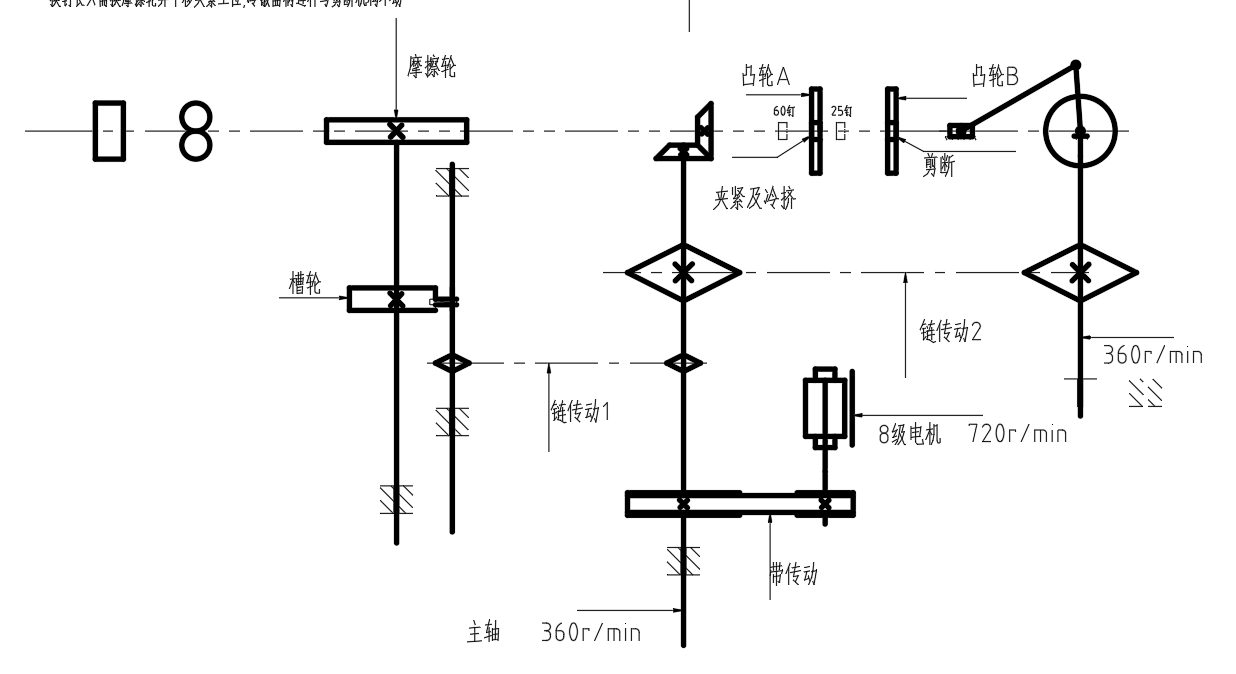 摩擦轮
凸轮A
凸轮B
60钉
25钉
剪断
夹紧及冷挤
槽轮
链传动2
360r/min
链传动1
8级电机 720r/min
带传动
主轴 360r/min